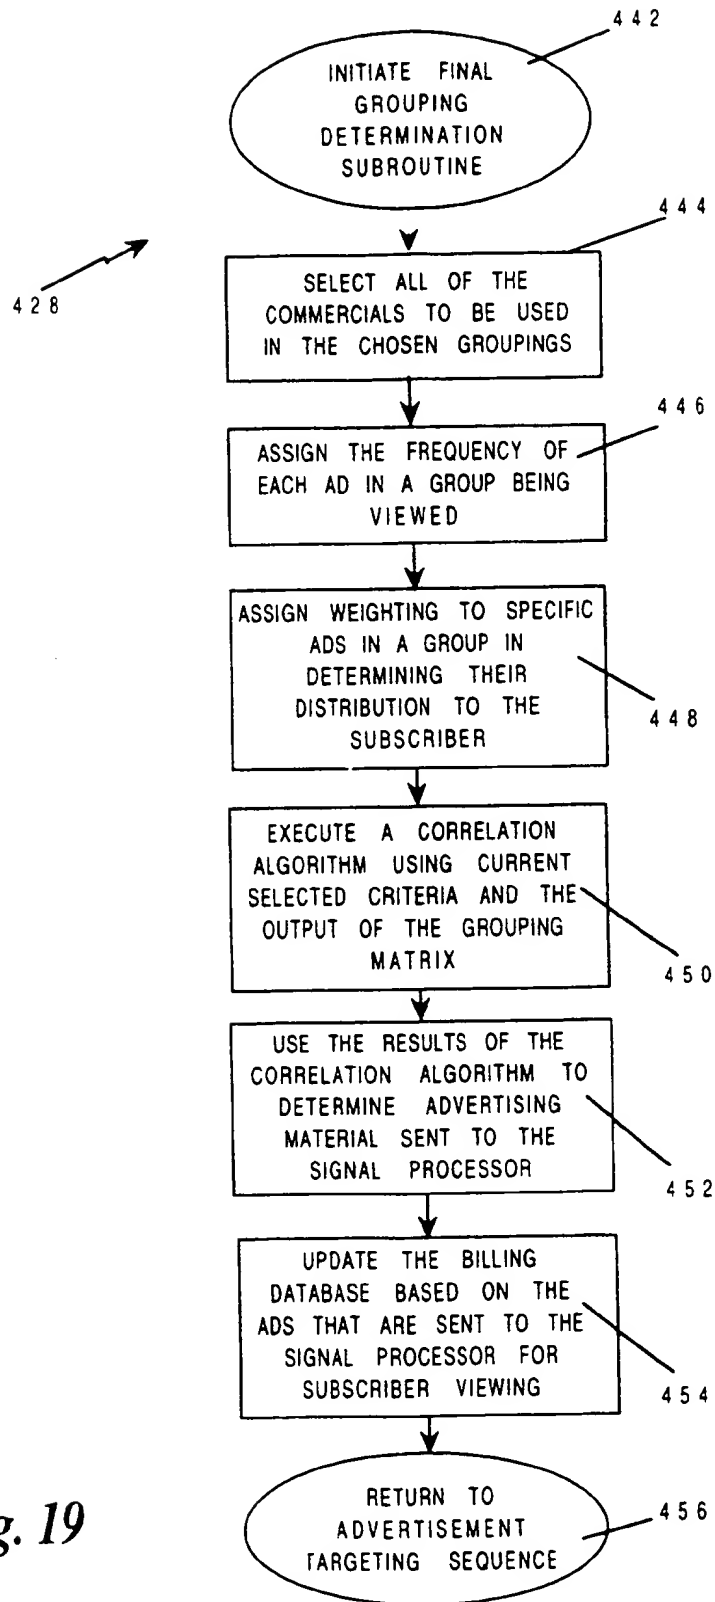 442
INITIATE FINAL
GROUPING
DETERMINATION
SUBROUTINE
444
428
SELECT ALL OF THE
COMMERCIALS TO BE USED
IN THE CHOSEN GROUPINGS
446
ASSIGN THE FREQUENCY OF
EACH AD IN A GROUP BEING
VIEWED
ASSIGN WEIGHTING TO SPECIFIC
ADS IN A GROUP IN
DETERMINING THEIR
DISTRIBUTION TO THE
SUBSCRIBER
448
EXECUTE A CORRELATION
ALGORITHM USING CURRENT
SELECTED CRITERIA AND THE
OUTPUT OF THE GROUPING
MATRIX
450
USE THE RESULTS OF THE
CORRELATION ALGORITHM TO
DETERMINE ADVERTISING
MATERIAL SENT TO THE
SIGNAL PROCESSOR
452
UPDATE THE BILLING
DATABASE BASED ON THE
ADS THAT ARE SENT TO THE
SIGNAL PROCESSOR FOR
SUBSCRIBER VIEWING
454
RETURN TO
ADVERTISEMENT
TARGETING SEQUENCE
456
g. 19